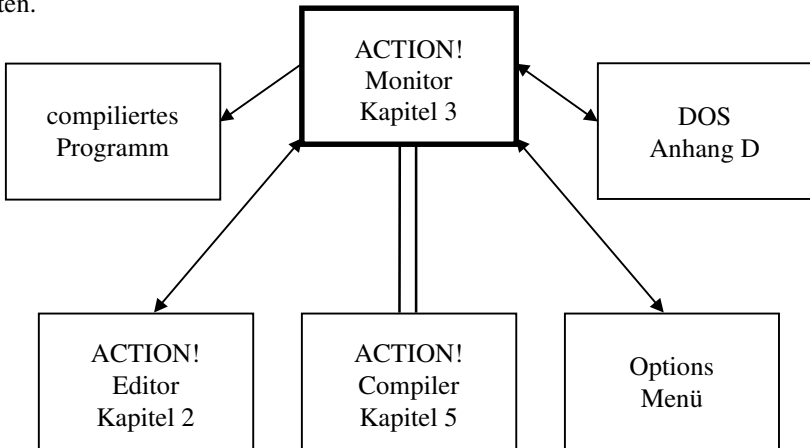 ten.
ACTION!
Monitor
Kapitel 3
compiliertes
Programm
DOS
Anhang D
ACTION!
Editor
Kapitel 2
ACTION!
Compiler
Kapitel 5
Options
Menü